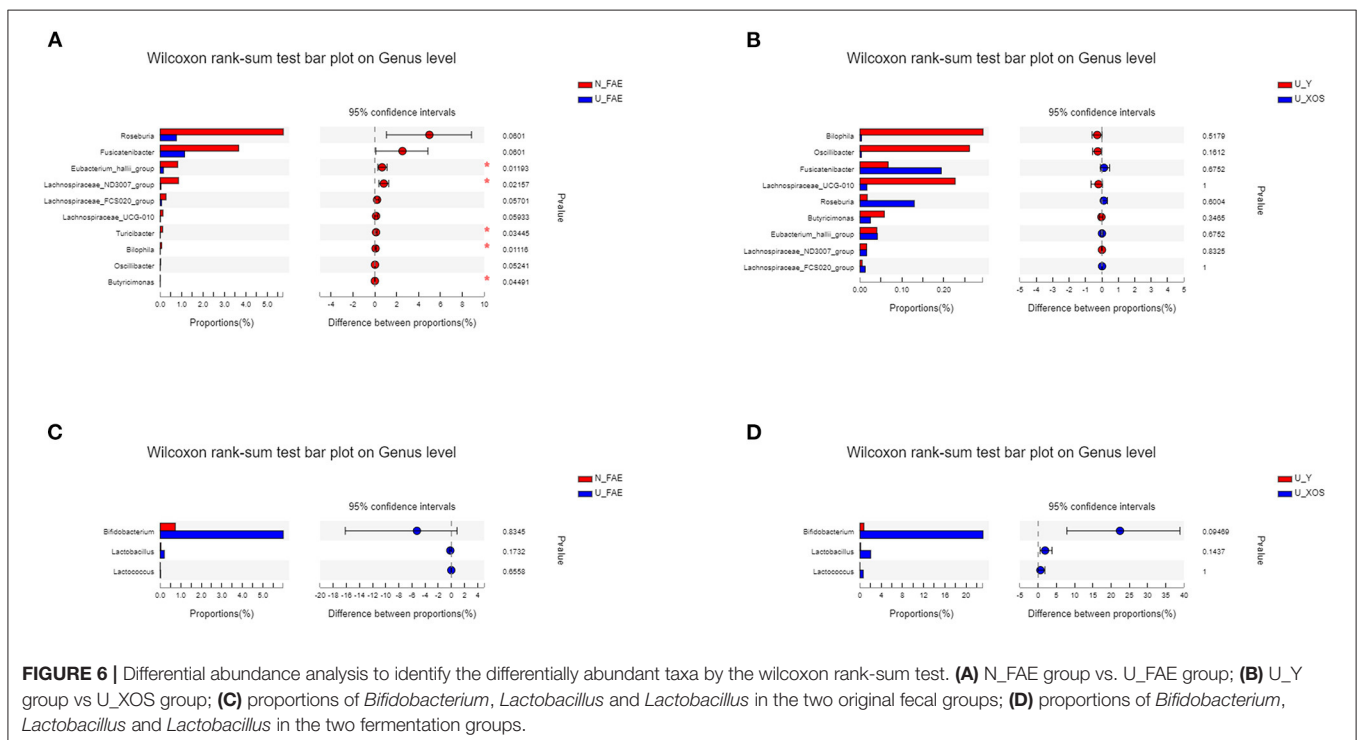 A
Wilcoxon rank-sum test bar plot on Genus level
N_FAE
U_FAE
95% confidence intervals
Roseburia
Fusicatenibacter
Eubacterium_hallii_group
Lachnospiraceae_ND3007_group
Lachnospiraceae_FCS020_group
Lachnospiraceae_UCG-010
Turicibacter
Bilophila
Oscillibacter
Butyricimonas
0.0601
0.0601
* 0.01193
* 0.02157
0.05701
0.05933
* 0.03445
* 0.01116
0.05241
* 0.04491
Pvalue
0.0 1.0 2.0 3.0 4.0 5.0
Proportions(%)
-4 -2 0 2 4 6 8 10
Difference between proportions(%)
B
Wilcoxon rank-sum test bar plot on Genus level
U_Y
U_XOS
95% confidence intervals
Bilophila
Oscillibacter
Fusicatenibacter
Lachnospiraceae_UCG-010
Roseburia
Butyricimonas
Eubacterium_hallii_group
Lachnospiraceae_ND3007_group
Lachnospiraceae_FCS020_group
0.5179
0.1612
0.6752
1
0.6004
0.3465
0.6752
0.8325
1
Pvalue
0.00 0.10 0.20
Proportions(%)
-5 -4 -3 -2 -1 0 1 2 3 4 5
Difference between proportions(%)
C
Wilcoxon rank-sum test bar plot on Genus level
N_FAE
U_FAE
95% confidence intervals
Bifidobacterium
Lactobacillus
Lactococcus
0.8345
0.1732
0.6558
Pvalue
0.0 1.0 2.0 3.0 4.0 5.0
Proportions(%)
-20 -18 -16 -14 -12 -10 -8 -6 -4 -2 0 2 4
Difference between proportions(%)
D
Wilcoxon rank-sum test bar plot on Genus level
U_Y
U_XOS
95% confidence intervals
Bifidobacterium
Lactobacillus
Lactococcus
0.09469
0.1437
1
Pvalue
0 4 8 12 16 20
Proportions(%)
-5 0 5 10 15 20 25 30 35 40
Difference between proportions(%)
FIGURE 6 | Differential abundance analysis to identify the differentially abundant taxa by the wilcoxon rank-sum test. (A) N_FAE group vs. U_FAE group; (B) U_Y
group vs U_XOS group; (C) proportions of Bifidobacterium, Lactobacillus and Lactobacillus in the two original fecal groups; (D) proportions of Bifidobacterium,
Lactobacillus and Lactobacillus in the two fermentation groups.